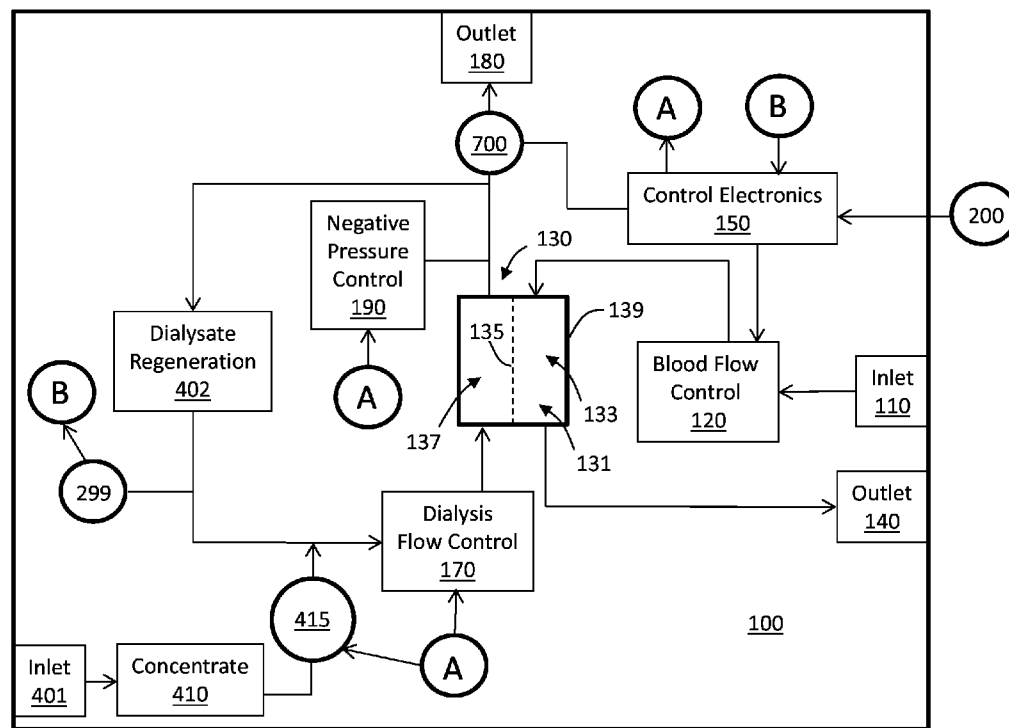 Outlet
180
A
B
700
Control Electronics
150
200
Negative
Pressure
Control
190
130
139
135
Dialysate
Regeneration
402
Blood Flow
Control
120
Inlet
110
B
A
137
133
131
299
Dialysis
Flow Control
170
Outlet
140
415
100
A
Inlet
401
Concentrate
410